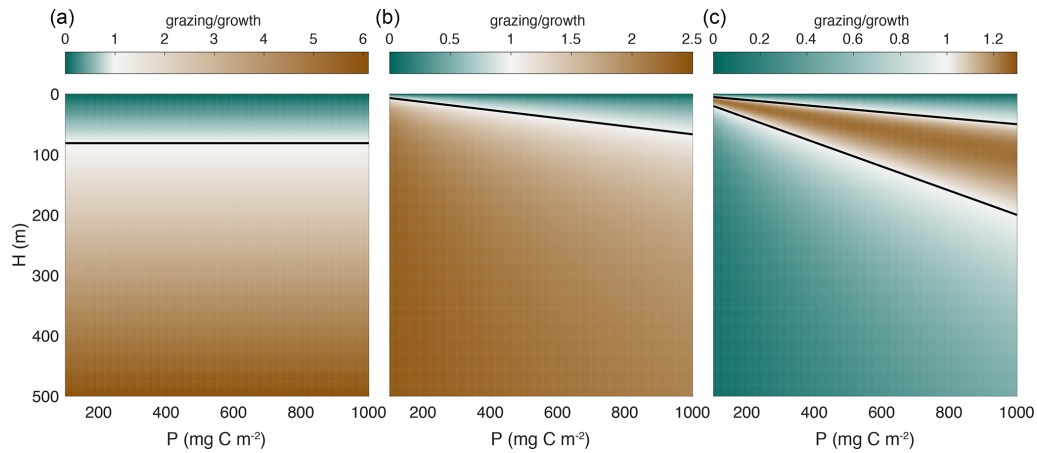 (a)
grazing/growth
0 1 2 3 4 5 6
(b)
grazing/growth
0 0.5 1 1.5 2 2.5
(c)
grazing/growth
0 0.2 0.4 0.6 0.8 1 1.2
H (m)
0
100
200
300
400
500
200 400 600 800 1000
P (mg C m⁻²)
200 400 600 800 1000
P (mg C m⁻²)
200 400 600 800 1000
P (mg C m⁻²)